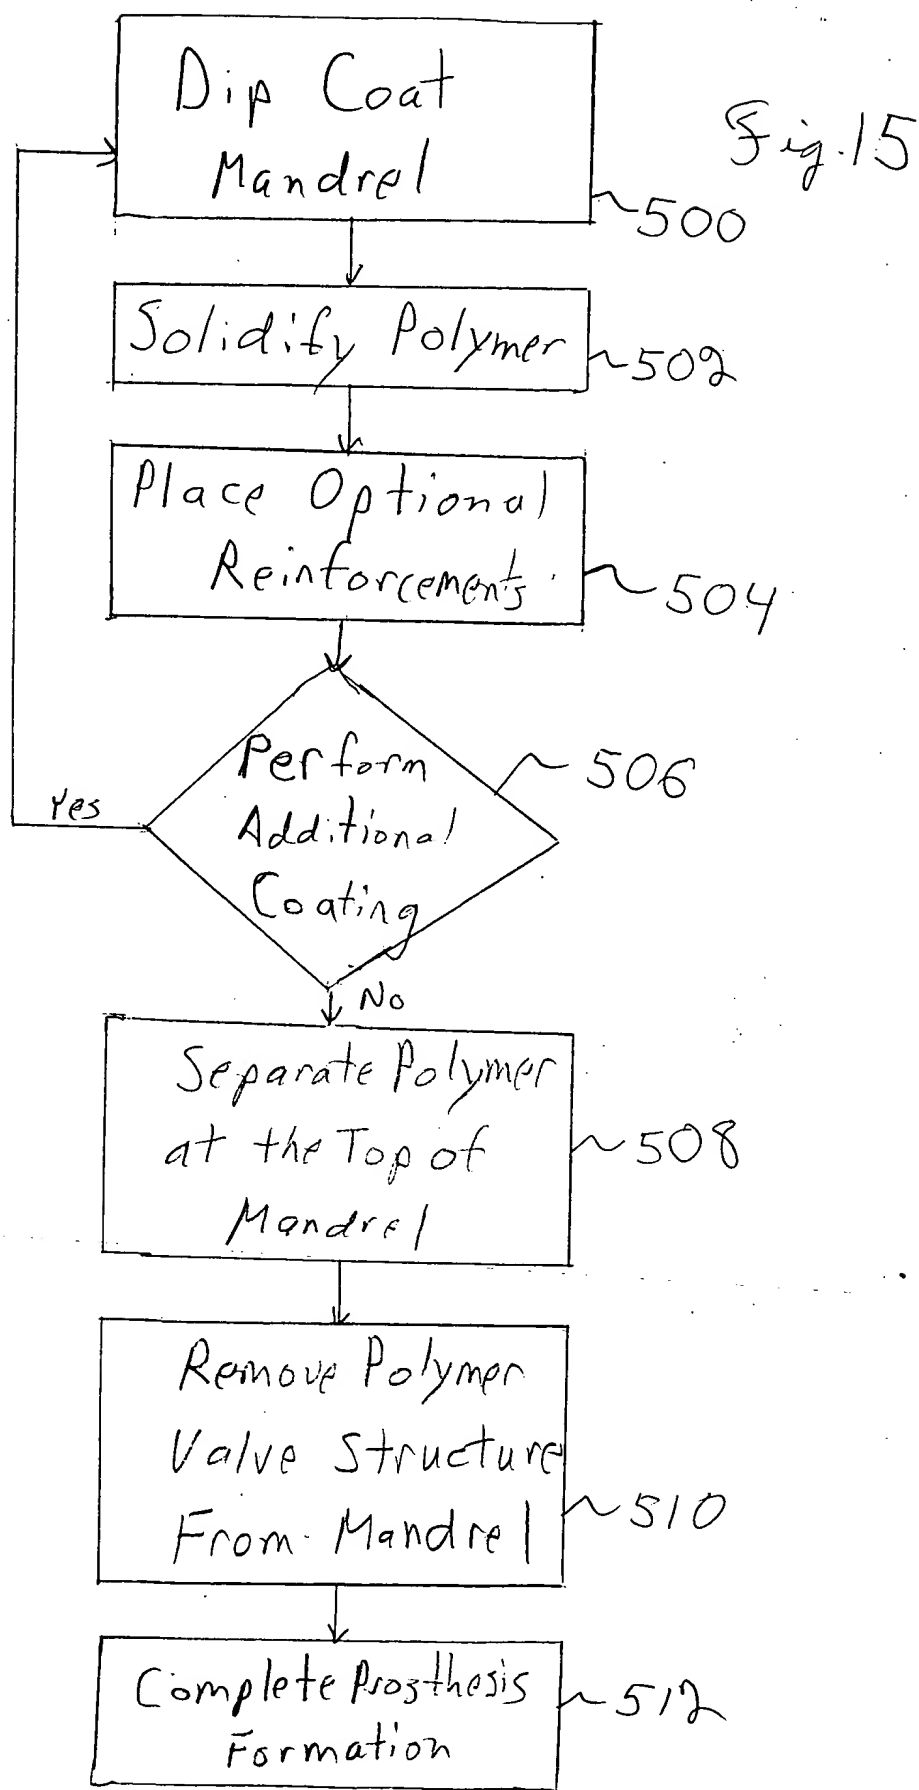 Dip Coat
Mandrel
Fig. 15
500
Solidify Polymer
502
Place Optional
Reinforcements
504
Perform
Additional
Coating
506
Yes
No
Separate Polymer
at the Top of
Mandrel
508
Remove Polymer
Valve Structure
From Mandrel
510
Complete Prosthesis
Formation
512